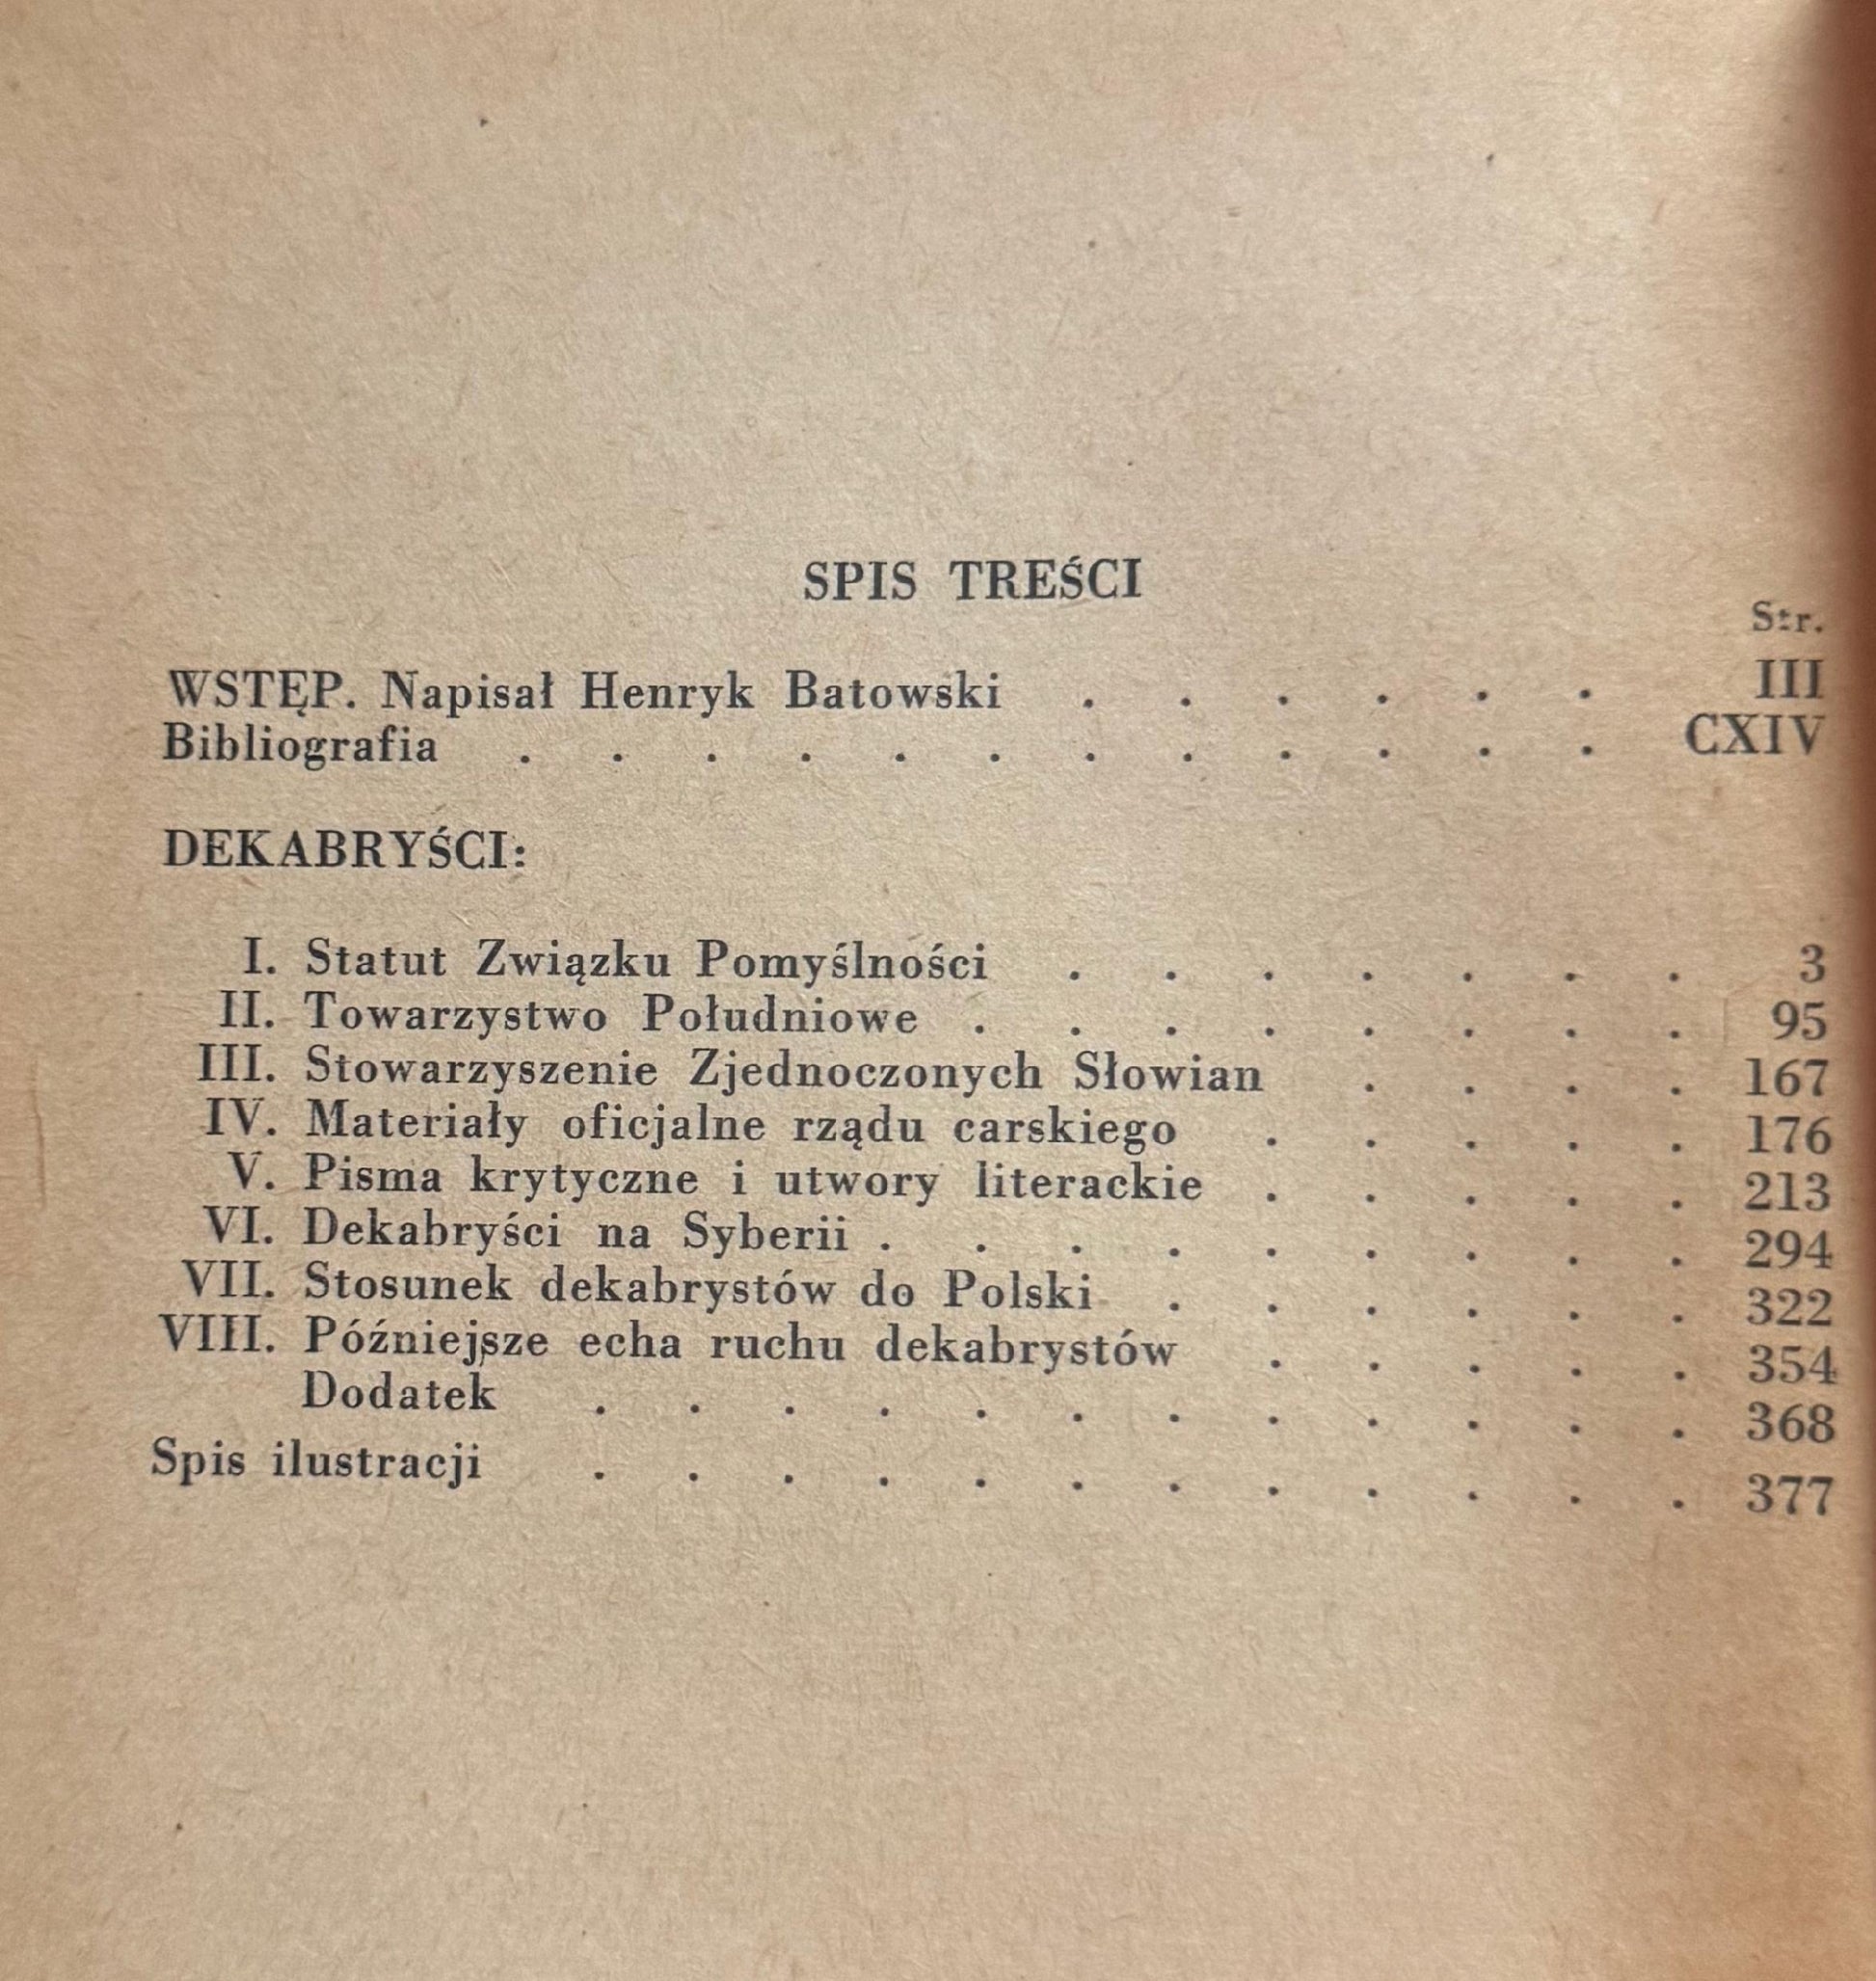 SPIS TREŚCI
Str.
WSTĘP. Napisał Henryk Batowski . . . . . . III
Bibliografia . . . . . . . . . . . . CXIV
DEKABRYŚCI:
I. Statut Związku Pomyślności . . . . . . . 3
II. Towarzystwo Południowe . . . . . . . . 95
III. Stowarzyszenie Zjednoczonych Słowian . . . . 167
IV. Materiały oficjalne rządu carskiego . . . . . 176
V. Pisma krytyczne i utwory literackie . . . . . 213
VI. Dekabryści na Syberii . . . . . . . . . 294
VII. Stosunek dekabrystów do Polski . . . . . . 322
VIII. Późniejsze echa ruchu dekabrystów . . . . . 354
Dodatek . . . . . . . . . . . . 368
Spis ilustracji . . . . . . . . . . . . 377